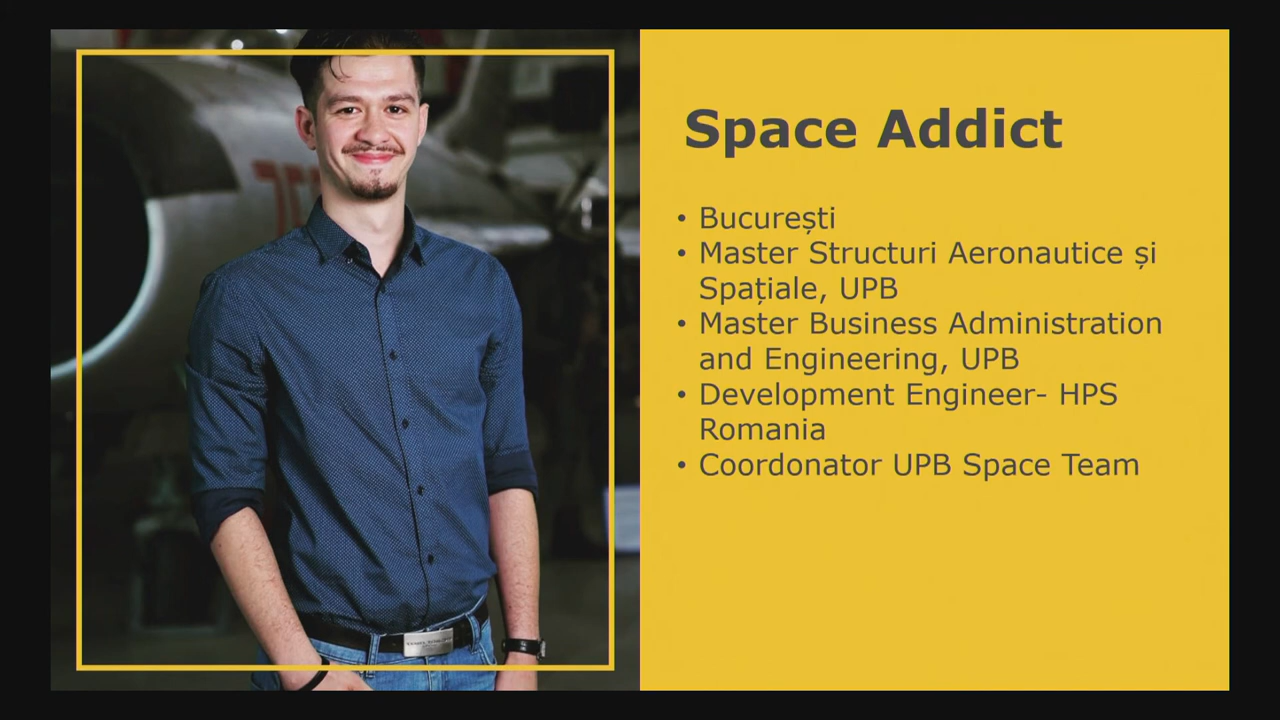 Space Addict
• București
• Master Structuri Aeronautice și
Spațiale, UPB
• Master Business Administration
and Engineering, UPB
• Development Engineer- HPS
Romania
• Coordonator UPB Space Team